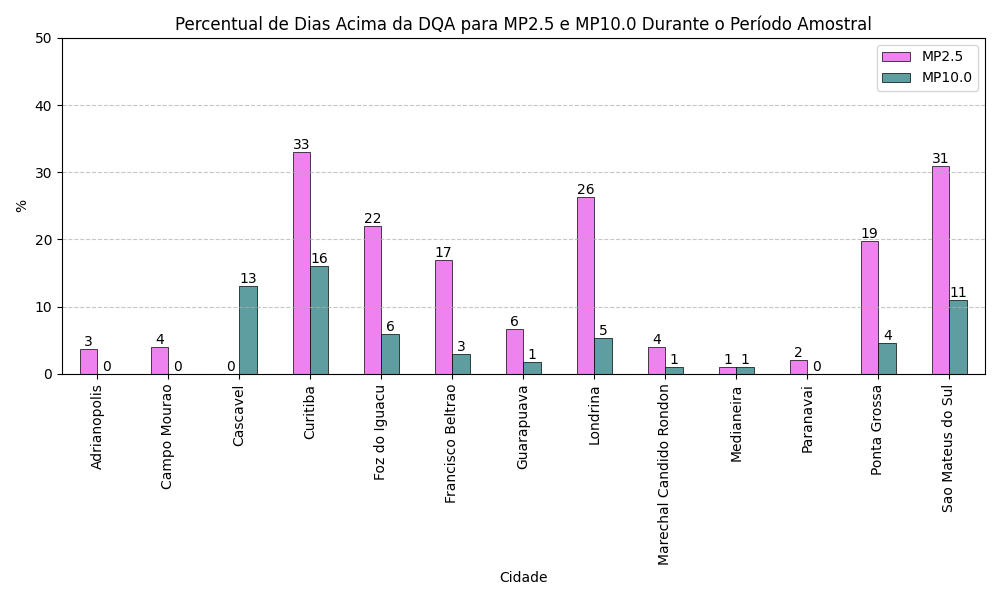 Percentual de Dias Acima da DQA para MP2.5 e MP10.0 Durante o Período Amostral
MP2.5
MP10.0
%
50
40
30
20
10
0
3 0 4 0 0 13 33 16 22 6 17 3 6 1 26 5 4 1 1 1 2 0 19 4 31 11
Adrianopolis
Campo Mourao
Cascavel
Curitiba
Foz do Iguacu
Francisco Beltrao
Guarapuava
Londrina
Marechal Candido Rondon
Medianeira
Paranavai
Ponta Grossa
Sao Mateus do Sul
Cidade